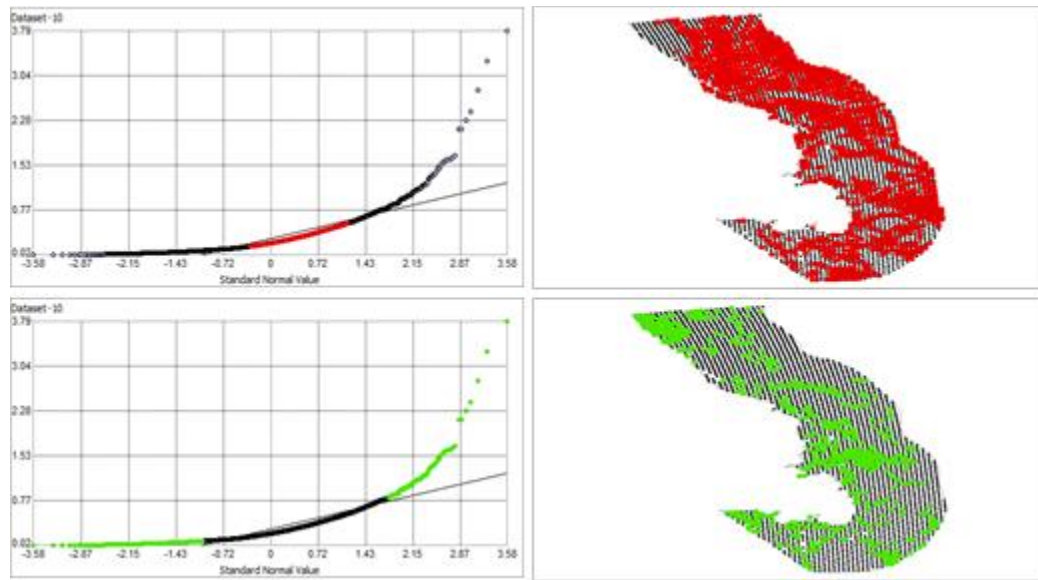 Dataset -10
3.79
3.04
2.28
1.53
0.77
0.02
-3.58 -2.87 -2.15 -1.43 -0.72 0 0.72 1.43 2.15 2.87 3.58
Standard Normal Value
Dataset -10
3.79
3.04
2.28
1.53
0.77
0.02
-3.58 -2.87 -2.15 -1.43 -0.72 0 0.72 1.43 2.15 2.87 3.58
Standard Normal Value